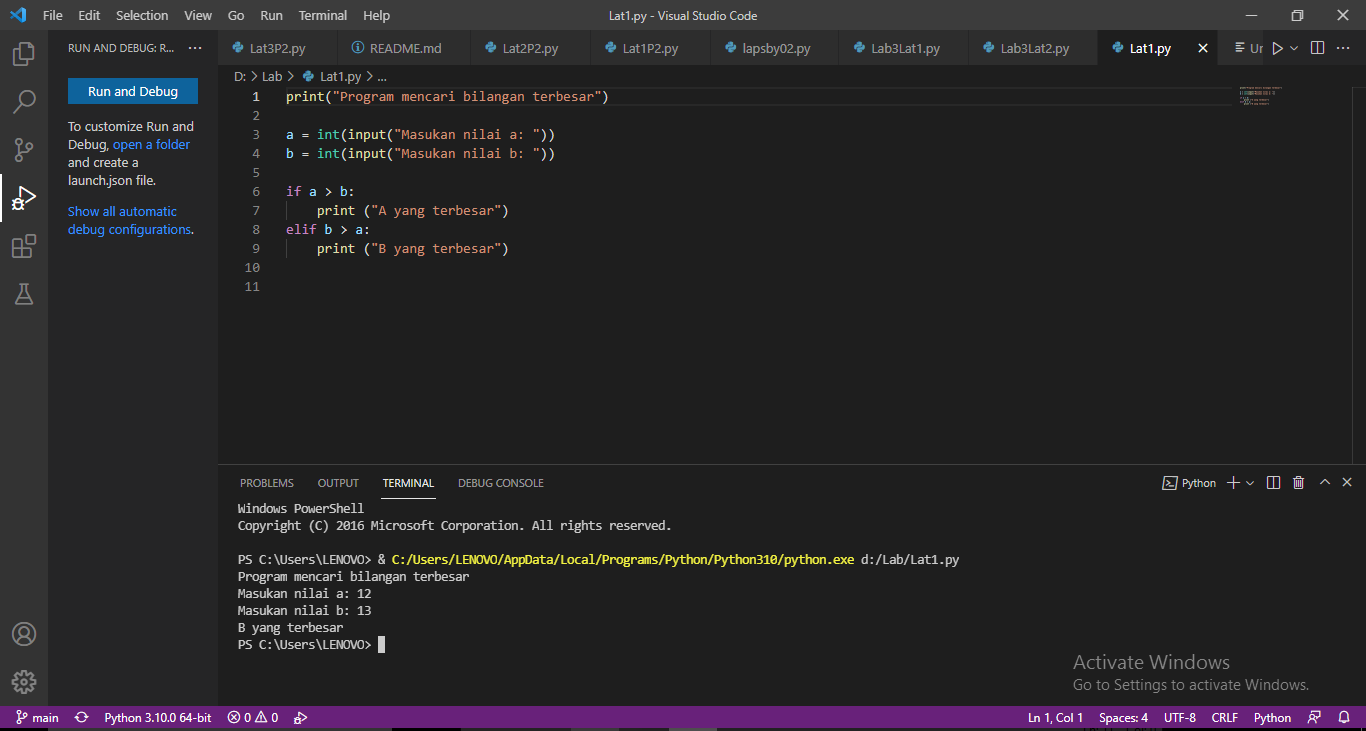 File Edit Selection View Go Run Terminal Help
Lat1.py - Visual Studio Code
RUN AND DEBUG: R... ...
Lat3P2.py README.md Lat2P2.py Lat1P2.py lapsby02.py Lab3Lat1.py Lab3Lat2.py Lat1.py Ur
Run and Debug
To customize Run and
Debug, open a folder
and create a
launch.json file.
Show all automatic
debug configurations.
D: > Lab > Lat1.py > ...
1 print("Program mencari bilangan terbesar")
2
3 a = int(input("Masukan nilai a: "))
4 b = int(input("Masukan nilai b: "))
5
6 if a > b:
7 print ("A yang terbesar")
8 elif b > a:
9 print ("B yang terbesar")
10
11
PROBLEMS OUTPUT TERMINAL DEBUG CONSOLE
Python
Windows PowerShell
Copyright (C) 2016 Microsoft Corporation. All rights reserved.
PS C:\Users\LENOVO> & C:/Users/LENOVO/AppData/Local/Programs/Python/Python310/python.exe d:/Lab/Lat1.py
Program mencari bilangan terbesar
Masukan nilai a: 12
Masukan nilai b: 13
B yang terbesar
PS C:\Users\LENOVO>
Activate Windows
Go to Settings to activate Windows.
main Python 3.10.0 64-bit 0 0
Ln 1, Col 1 Spaces: 4 UTF-8 CRLF Python